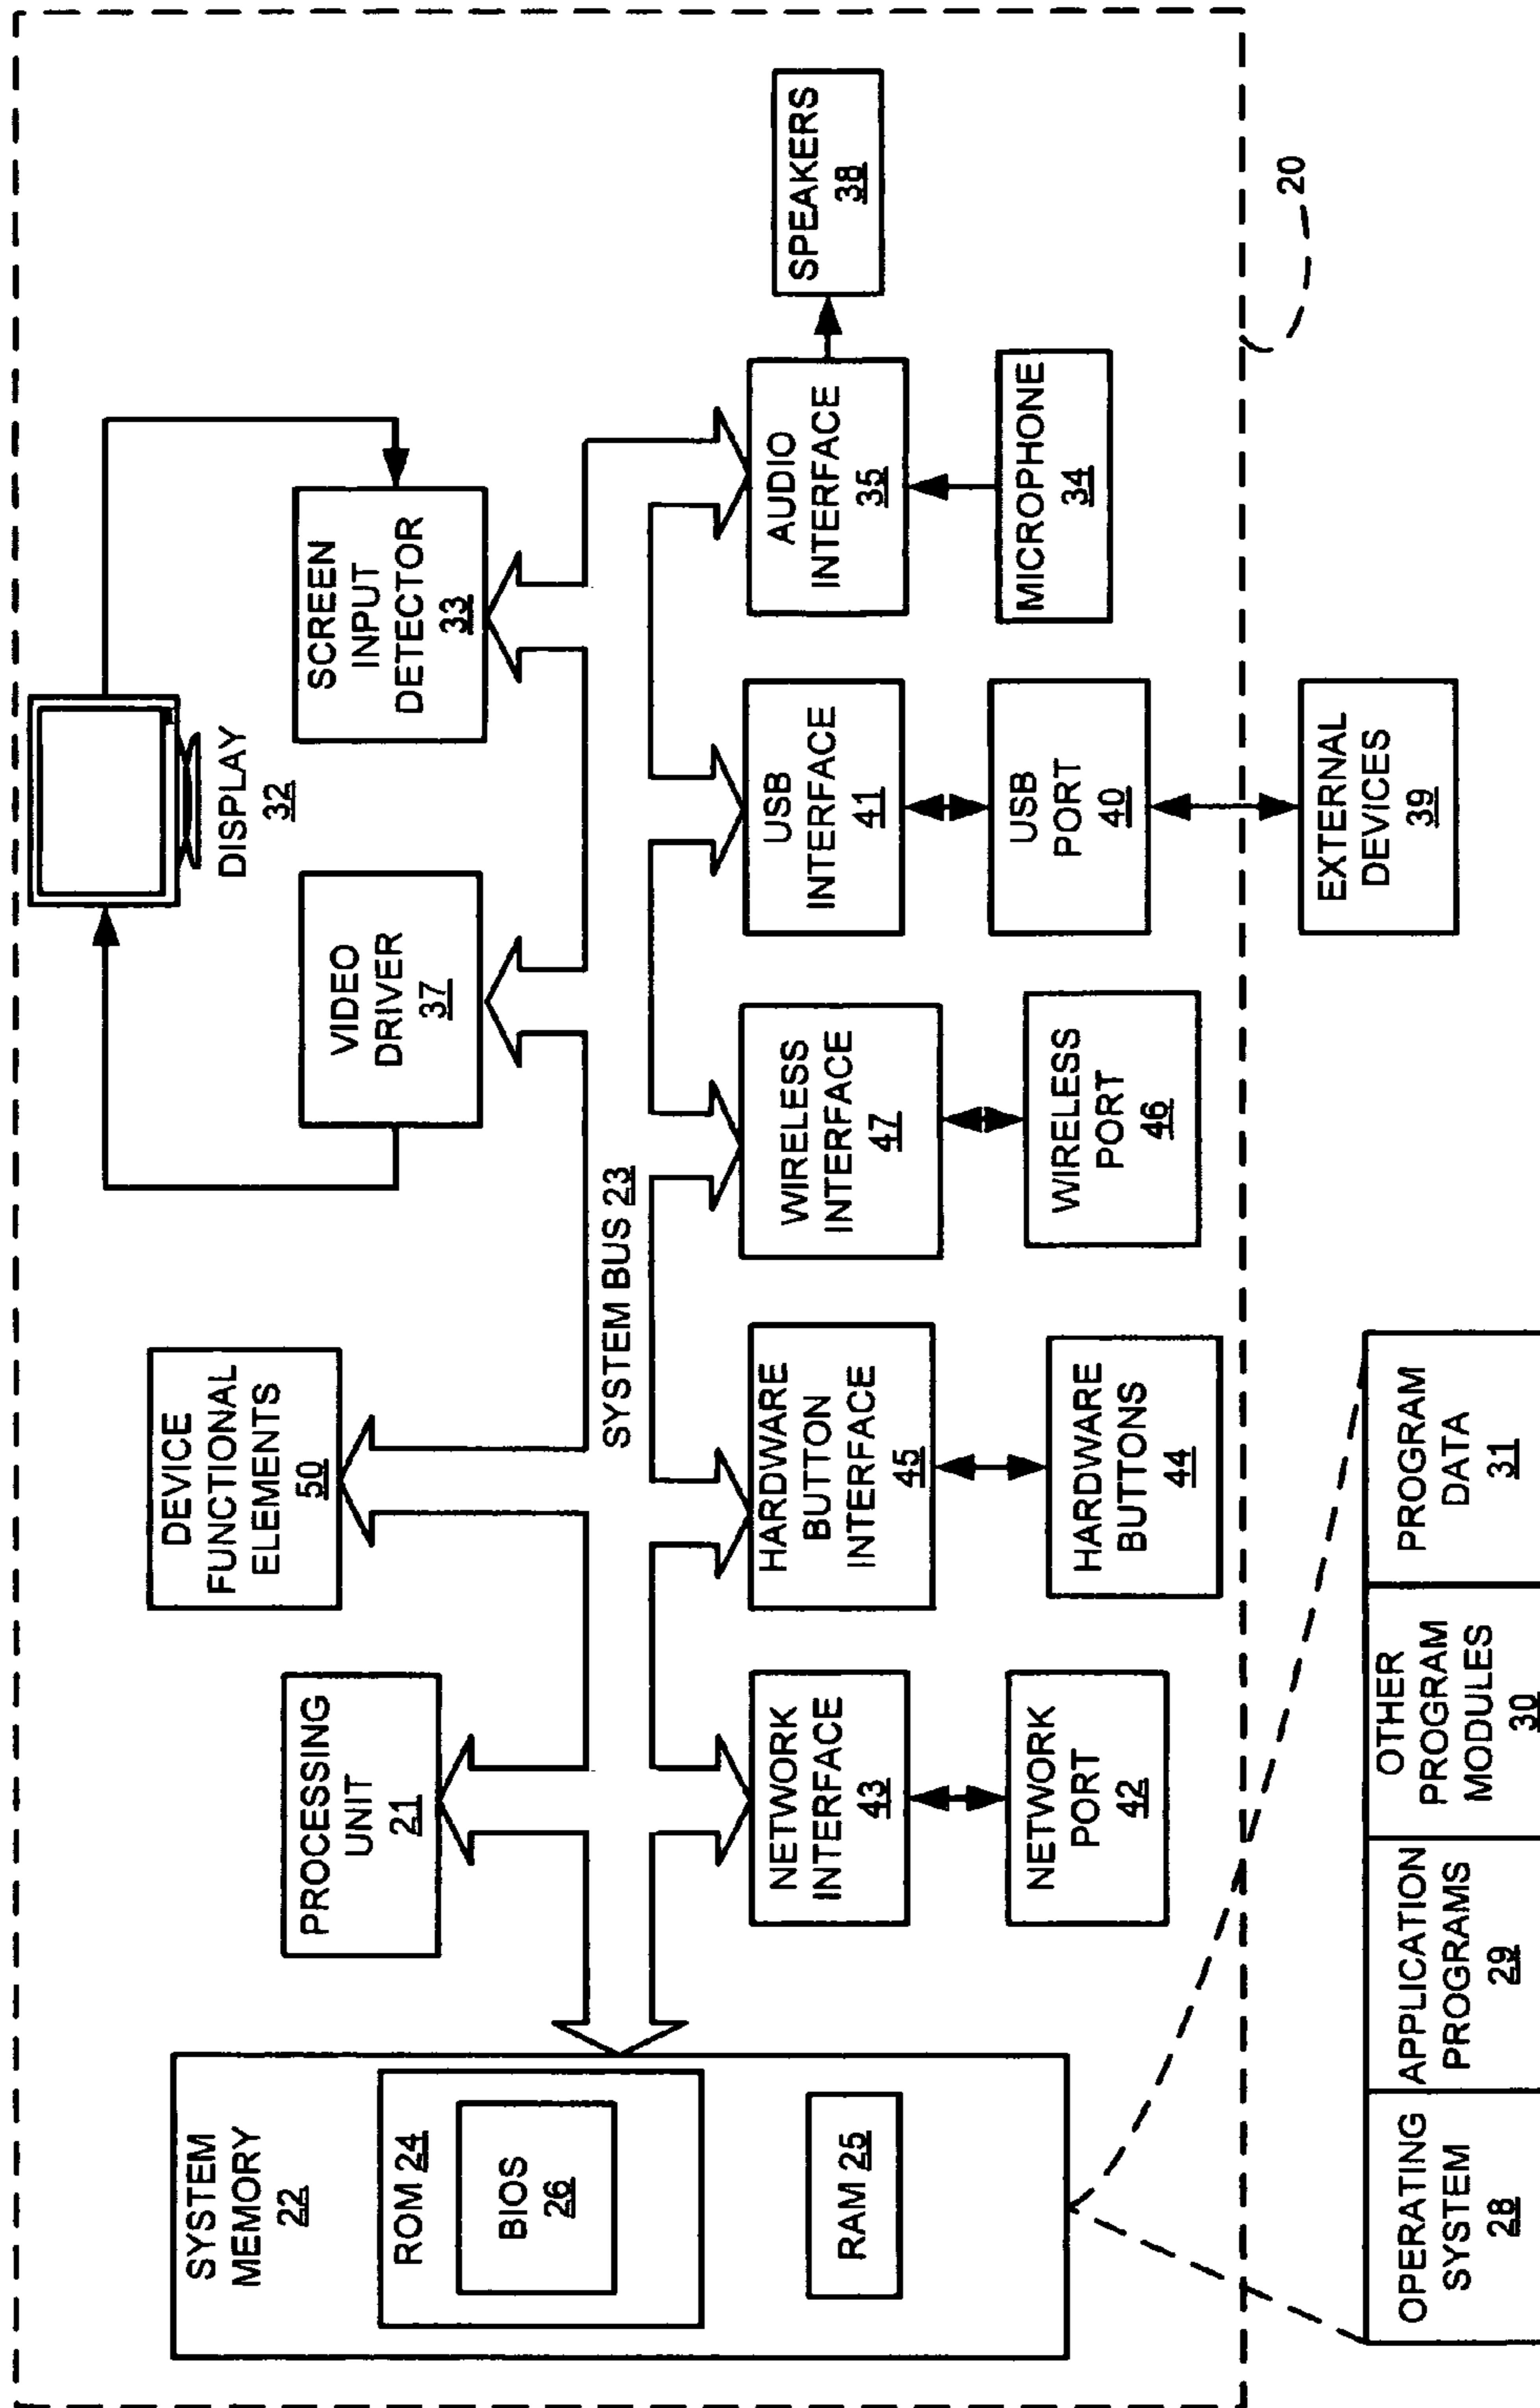 SYSTEM
MEMORY
22
ROM 24
BIOS
26
RAM 25
PROCESSING
UNIT
21
DEVICE
FUNCTIONAL
ELEMENTS
50
VIDEO
DRIVER
37
DISPLAY
32
SCREEN
INPUT
DETECTOR
33
SYSTEM BUS 23
NETWORK
INTERFACE
43
HARDWARE
BUTTON
INTERFACE
45
WIRELESS
INTERFACE
47
USB
INTERFACE
41
AUDIO
INTERFACE
35
SPEAKERS
38
NETWORK
PORT
42
HARDWARE
BUTTONS
44
WIRELESS
PORT
46
USB
PORT
40
MICROPHONE
34
20
OPERATING
SYSTEM
28
APPLICATION
PROGRAMS
29
OTHER
PROGRAM
MODULES
30
PROGRAM
DATA
31
EXTERNAL
DEVICES
39